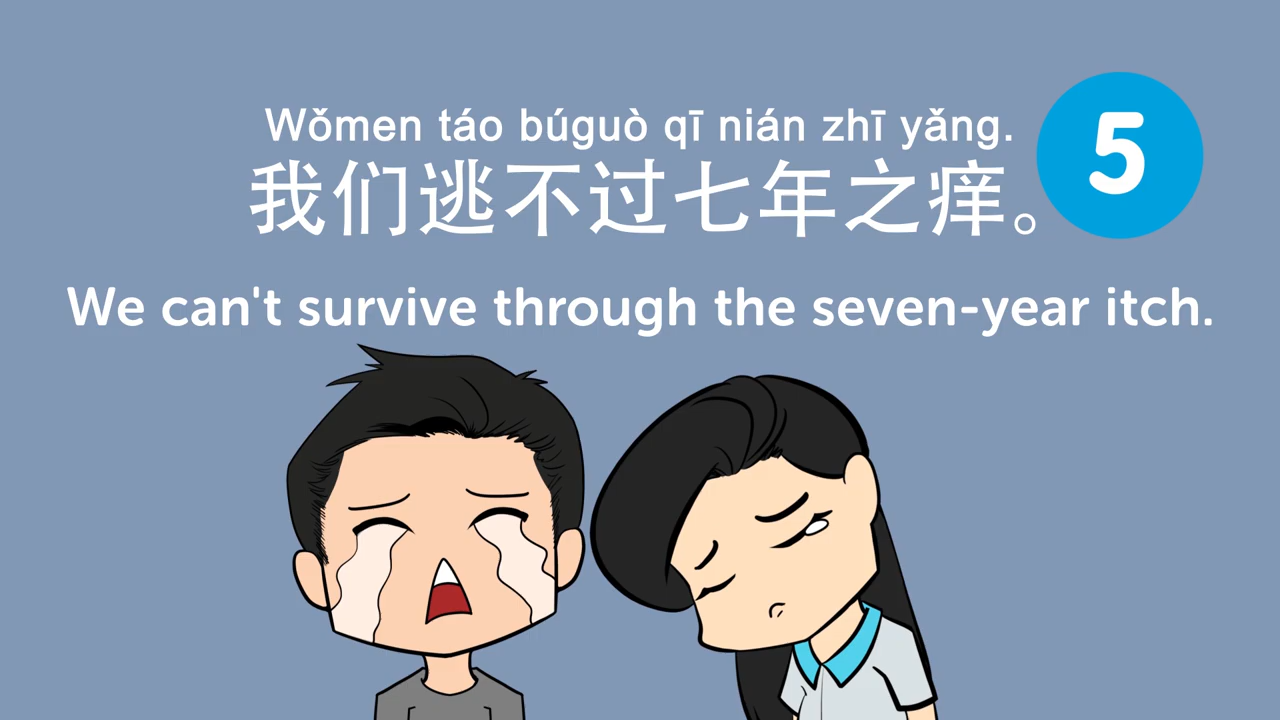 Wǒmen táo búguò qī nián zhī yǎng.
5
我们逃不过七年之痒。
We can't survive through the seven-year itch.